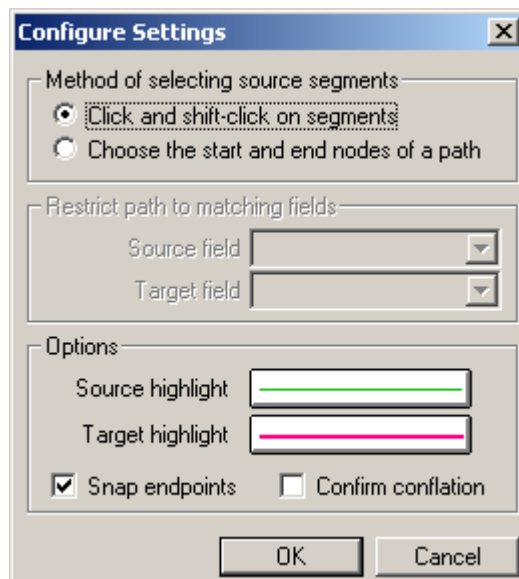 Configure Settings
Method of selecting source segments
Click and shift-click on segments
Choose the start and end nodes of a path
Restrict path to matching fields
Source field
Target field
Options
Source highlight
Target highlight
Snap endpoints Confirm conflation
OK Cancel